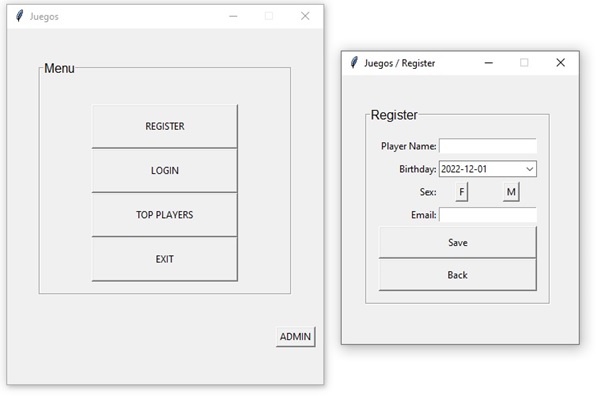 Juegos
Menu
REGISTER
LOGIN
TOP PLAYERS
EXIT
ADMIN
Juegos / Register
Register
Player Name:
Birthday: 2022-12-01
Sex: F M
Email:
Save
Back